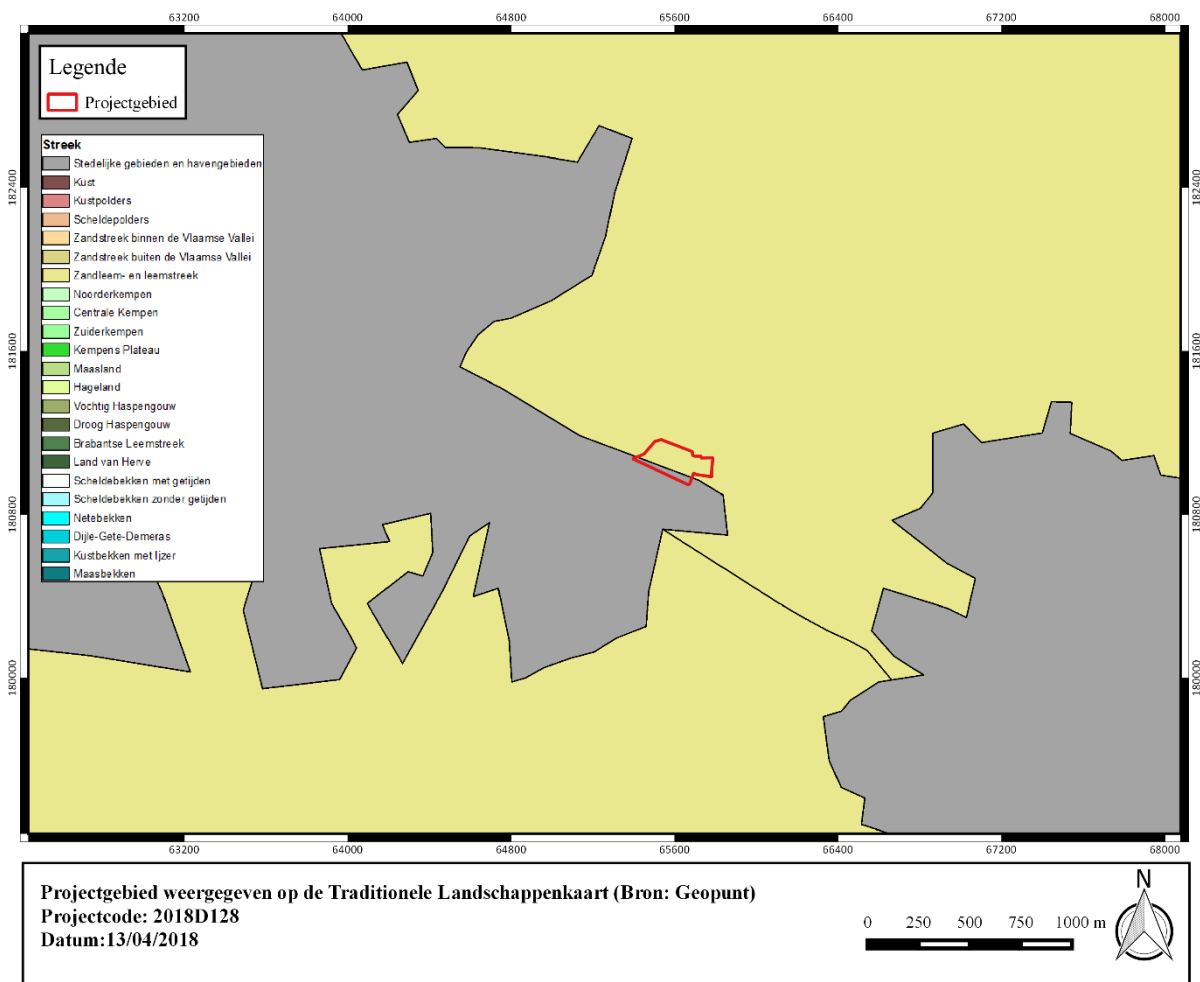 63200 64000 64800 65600 66400 67200 68000
Legende
Projectgebied
Streek
Stedelijke gebieden en havengebieden
Kust
Kustpolders
Scheldepolders
Zandstreek binnen de Vlaamse Vallei
Zandstreek buiten de Vlaamse Vallei
Zandleem- en leemstreek
Noorderkempen
Centrale Kempen
Zuiderkempen
Kempens Plateau
Maasland
Hageland
Vochtig Haspengouw
Droog Haspengouw
Brabantse Leemstreek
Land van Herve
Scheldebekken met getijden
Scheldebekken zonder getijden
Netebekken
Dijle-Gete-Demeras
Kustbekken met Ijzer
Maasbekken
182400 182400
181600 181600
180800 180800
180000 180000
63200 64000 64800 65600 66400 67200 68000
Projectgebied weergegeven op de Traditionele Landschappenkaart (Bron: Geopunt)
Projectcode: 2018D128
Datum:13/04/2018
0 250 500 750 1000 m
N